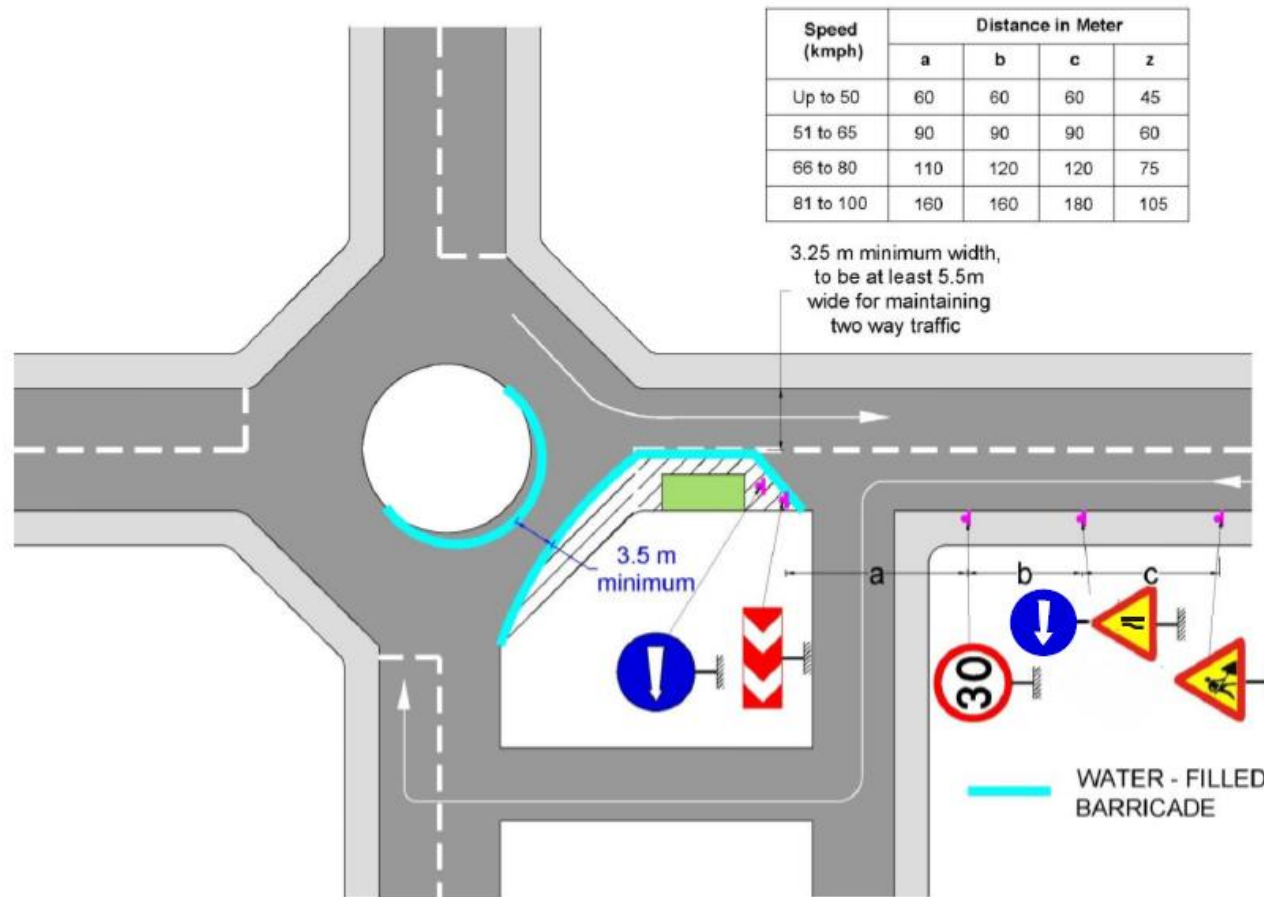 Speed
(kmph)
Distance in Meter
a b c z
Up to 50 60 60 60 45
51 to 65 90 90 90 60
66 to 80 110 120 120 75
81 to 100 160 160 180 105
3.25 m minimum width,
to be at least 5.5m
wide for maintaining
two way traffic
3.5 m
minimum
a b c
30
WATER - FILLED
BARRICADE